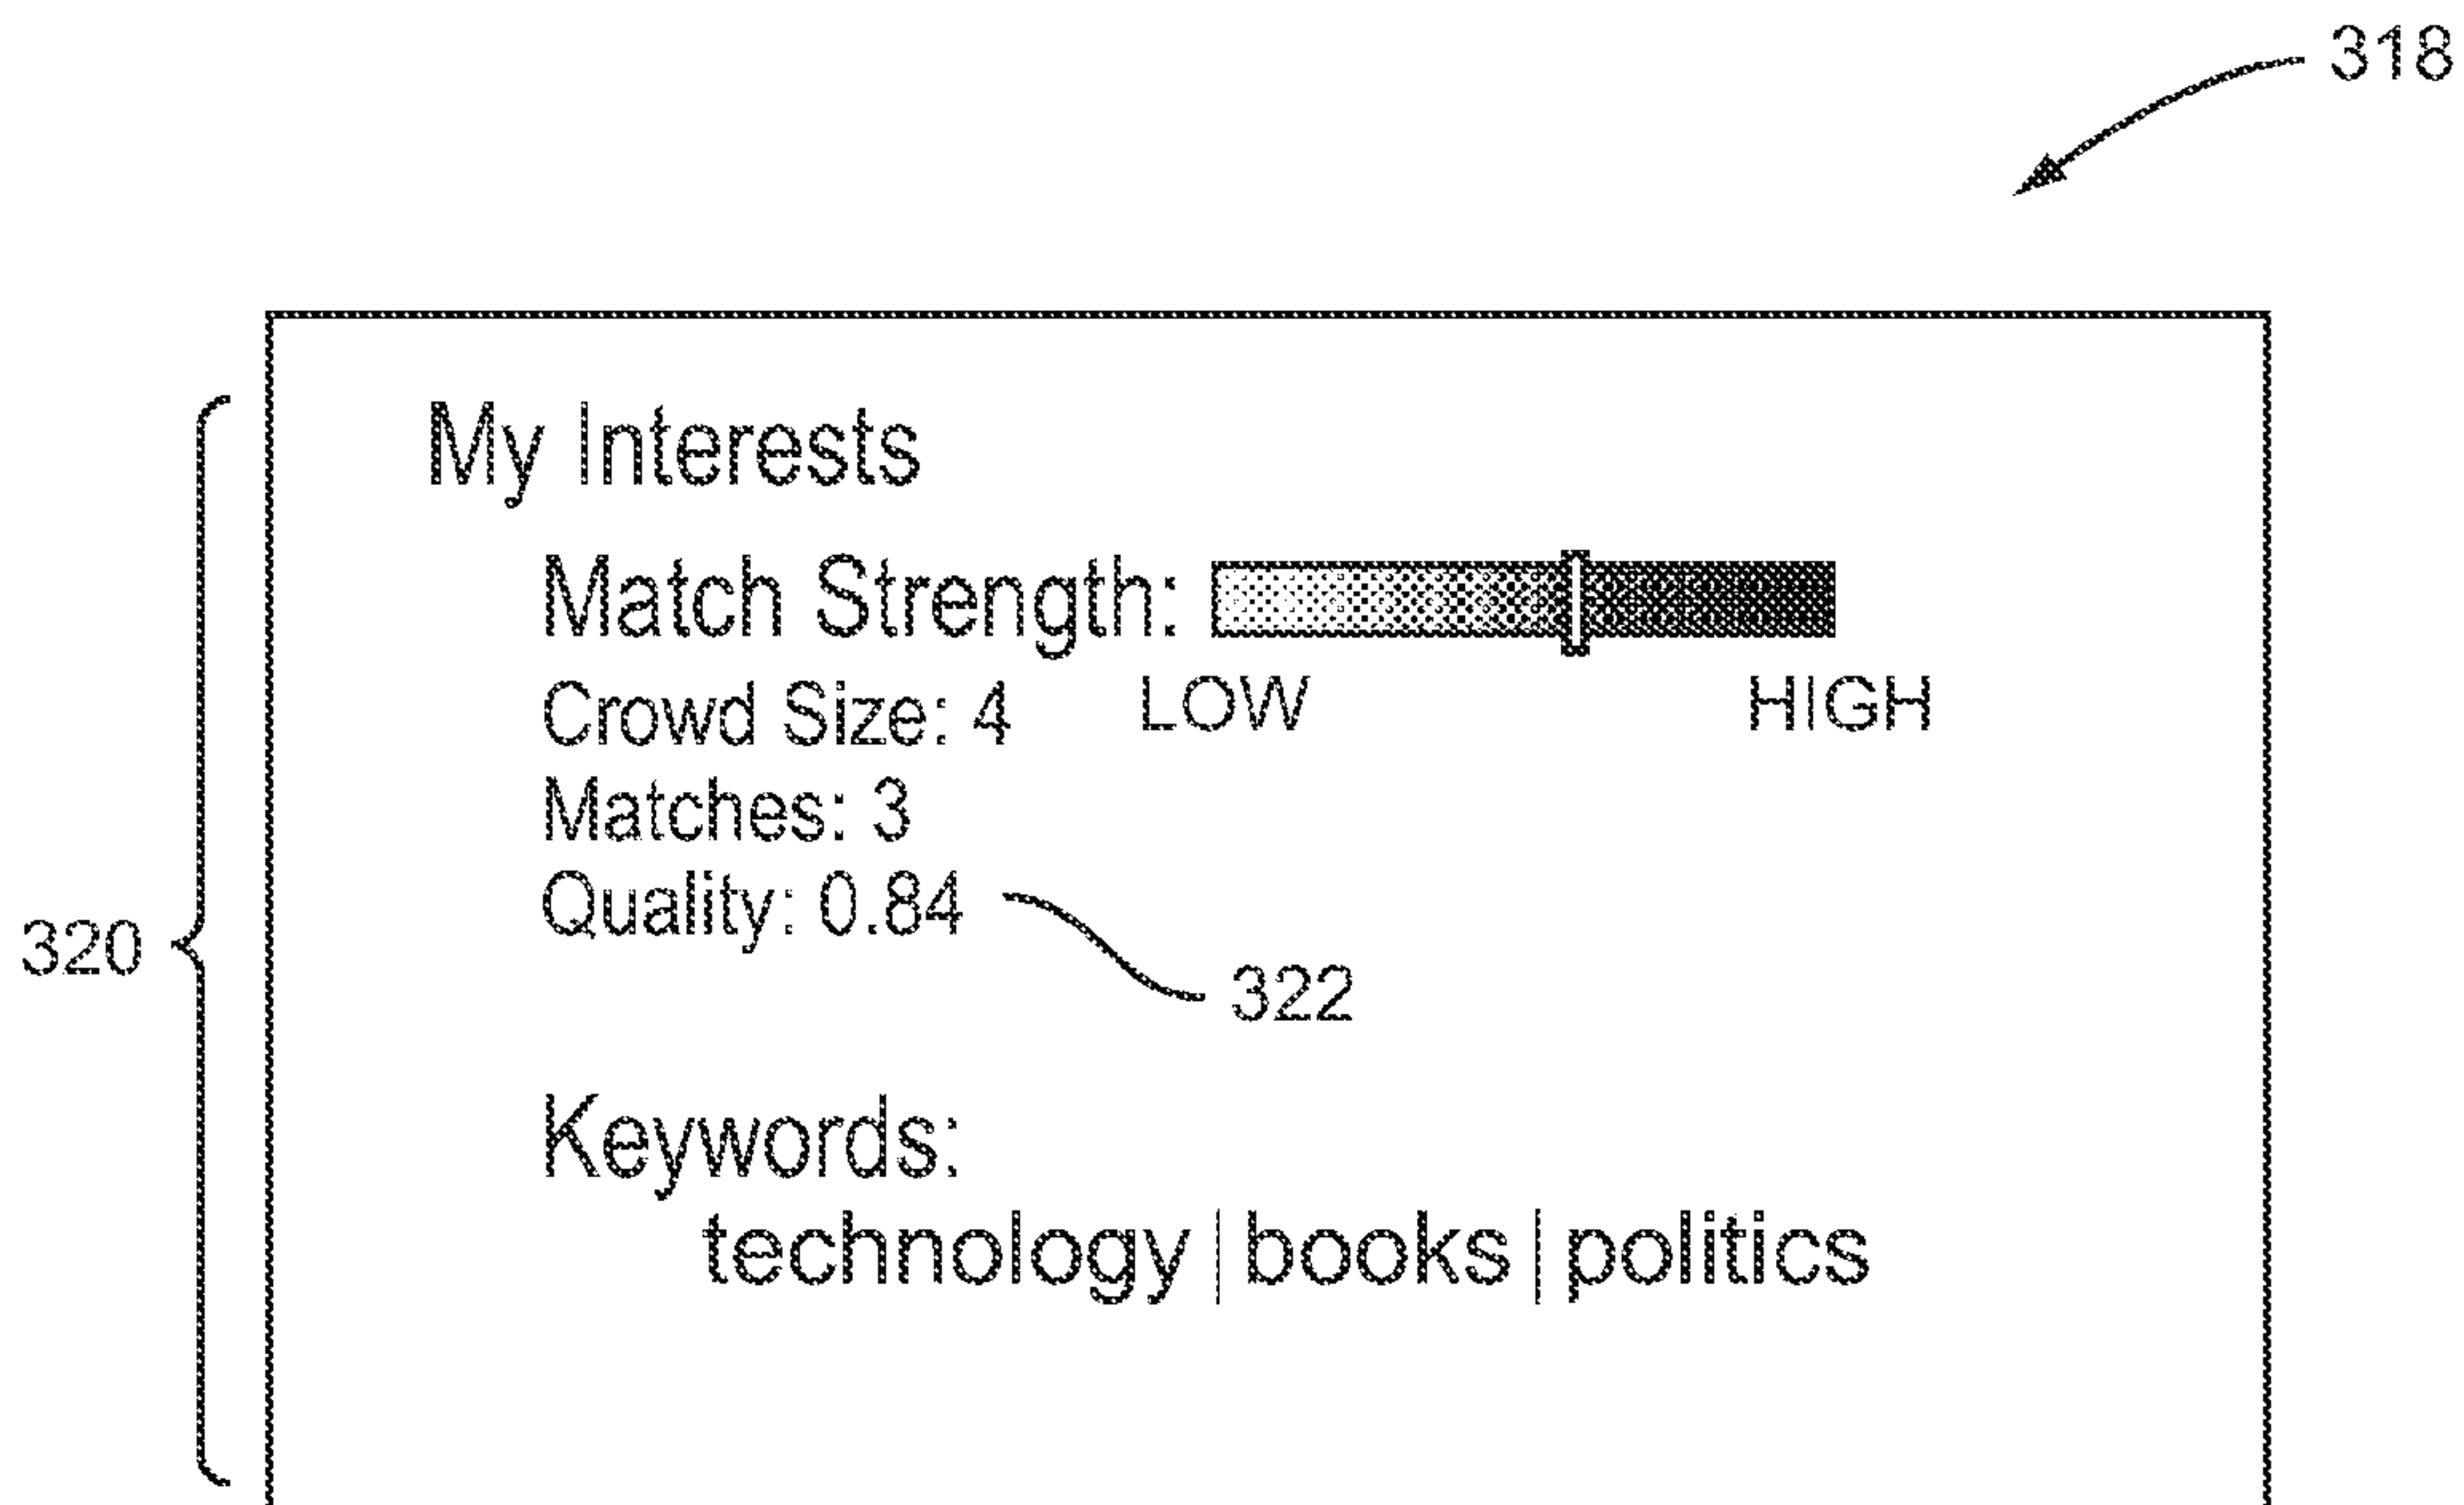 318
My Interests
Match Strength:
Crowd Size: 4 LOW HIGH
Matches: 3
Quality: 0.84
320
322
Keywords:
technology | books | politics